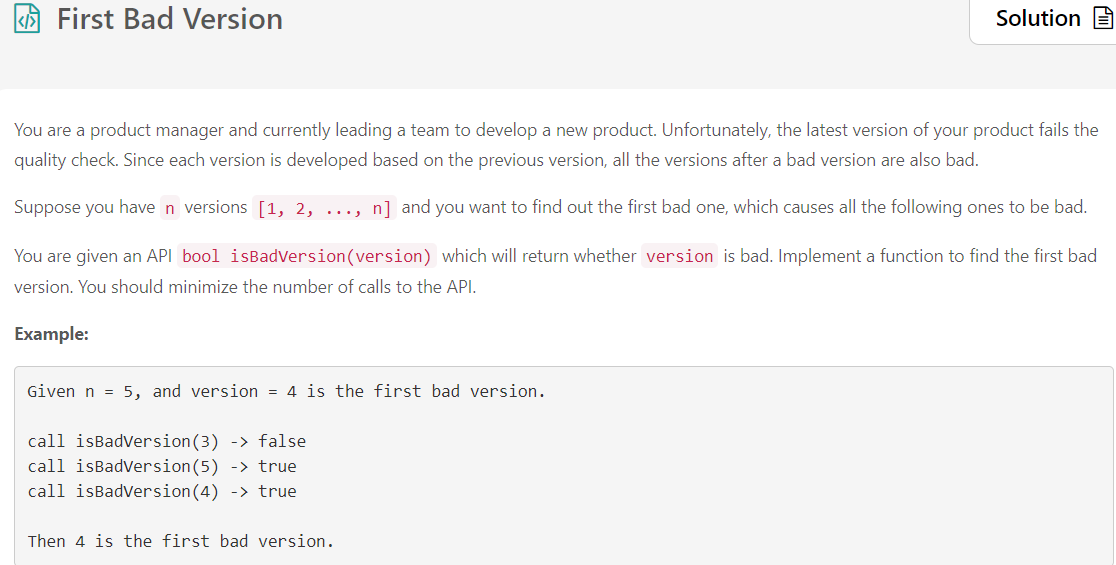 First Bad Version
Solution
You are a product manager and currently leading a team to develop a new product. Unfortunately, the latest version of your product fails the
quality check. Since each version is developed based on the previous version, all the versions after a bad version are also bad.
Suppose you have n versions [1, 2, ..., n] and you want to find out the first bad one, which causes all the following ones to be bad.
You are given an API bool isBadVersion(version) which will return whether version is bad. Implement a function to find the first bad
version. You should minimize the number of calls to the API.
Example:
Given n = 5, and version = 4 is the first bad version.
call isBadVersion(3) -> false
call isBadVersion(5) -> true
call isBadVersion(4) -> true
Then 4 is the first bad version.